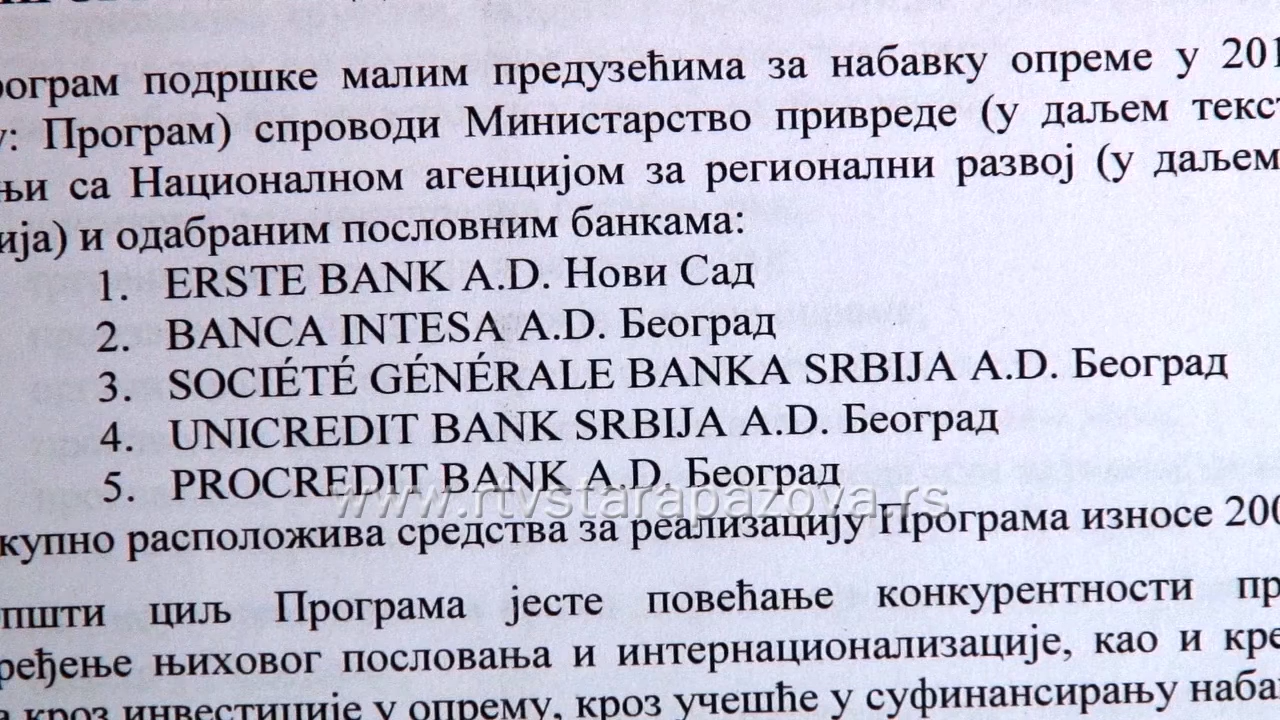 рограм подршке малим предузећима за набавку опреме у 201
у: Програм) спроводи Министарство привреде (у даљем текст
њи са Националном агенцијом за регионални развој (у даљем
ија) и одабраним пословним банкама:
1. ERSTE BANK A.D. Нови Сад
2. BANCA INTESA A.D. Београд
3. SOCIÉTÉ GÉNÉRALE BANKA SRBIJA A.D. Београд
4. UNICREDIT BANK SRBIJA A.D. Београд
5. PROCREDIT BANK A.D. Београд
www.rtvstarapazova.rs
купно расположива средства за реализацију Програма износе 200
пшти циљ Програма јесте повећање конкурентности пр
ређење њиховог пословања и интернационализације, као и кре
кроз инвестиције у опрему, кроз учешће у суфинансирању наба